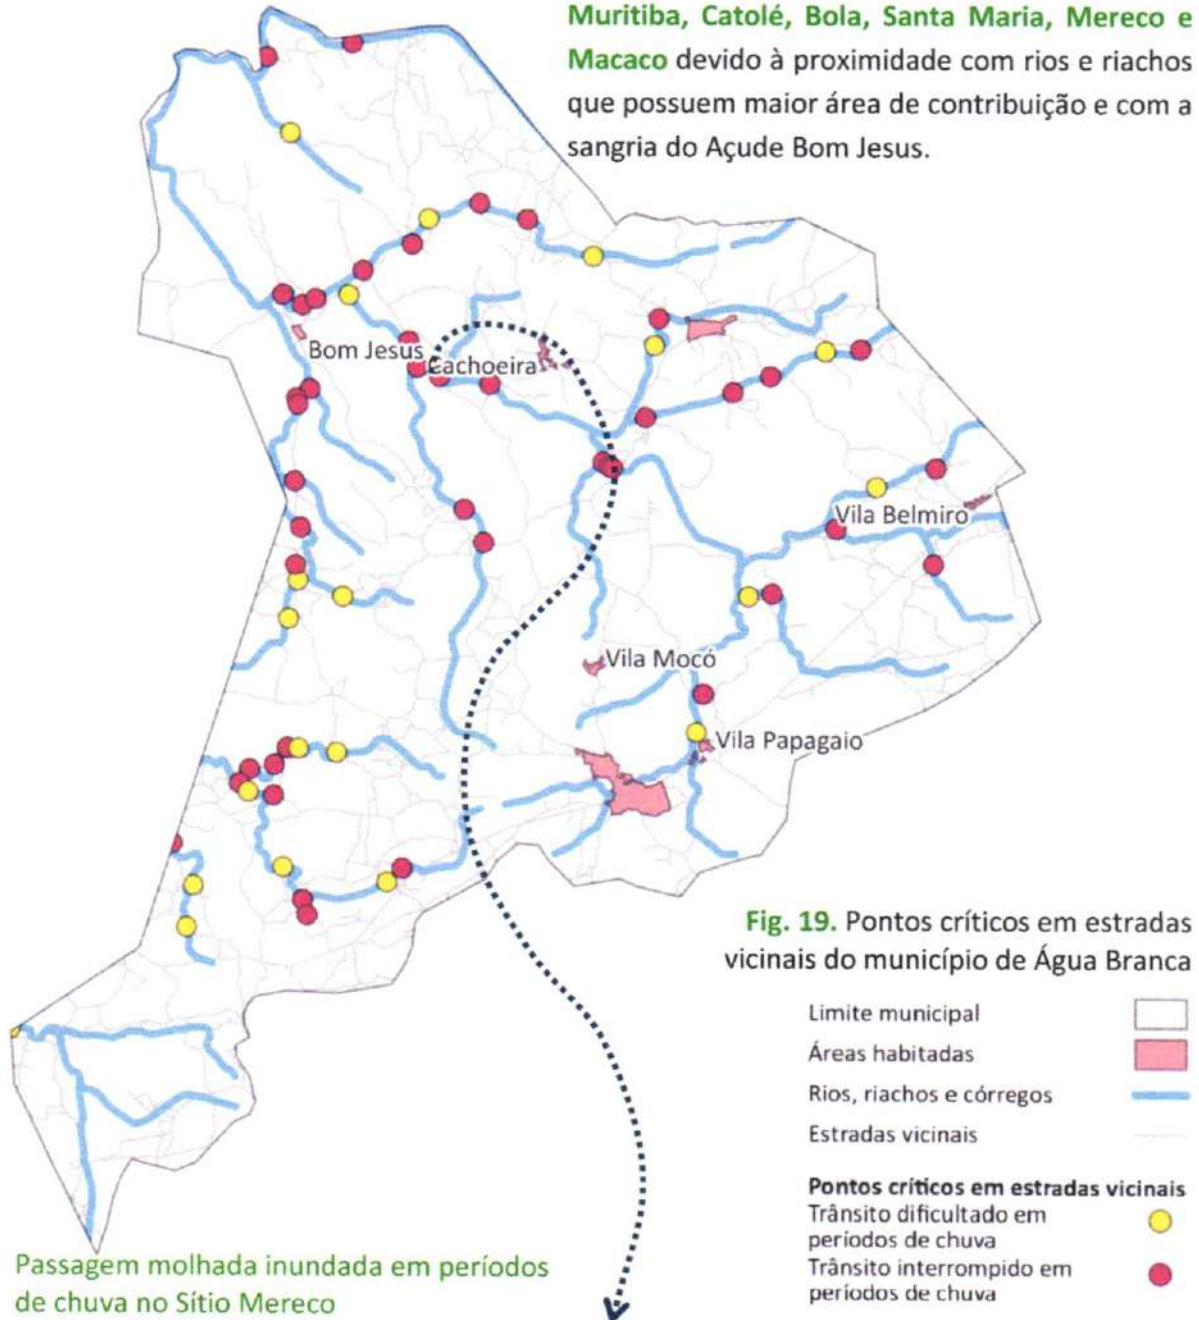 Muritiba, Catolé, Bola, Santa Maria, Mereco e
Macaco devido à proximidade com rios e riachos
que possuem maior área de contribuição e com a
sangria do Açude Bom Jesus.
Bom Jesus
Cachoeira
Vila Belmiro
Vila Mocó
Vila Papagaio
Fig. 19. Pontos críticos em estradas
vicinais do município de Água Branca
Limite municipal
Áreas habitadas
Rios, riachos e córregos
Estradas vicinais
Pontos críticos em estradas vicinais
Trânsito dificultado em
períodos de chuva
Trânsito interrompido em
períodos de chuva
Passagem molhada inundada em períodos
de chuva no Sítio Mereco